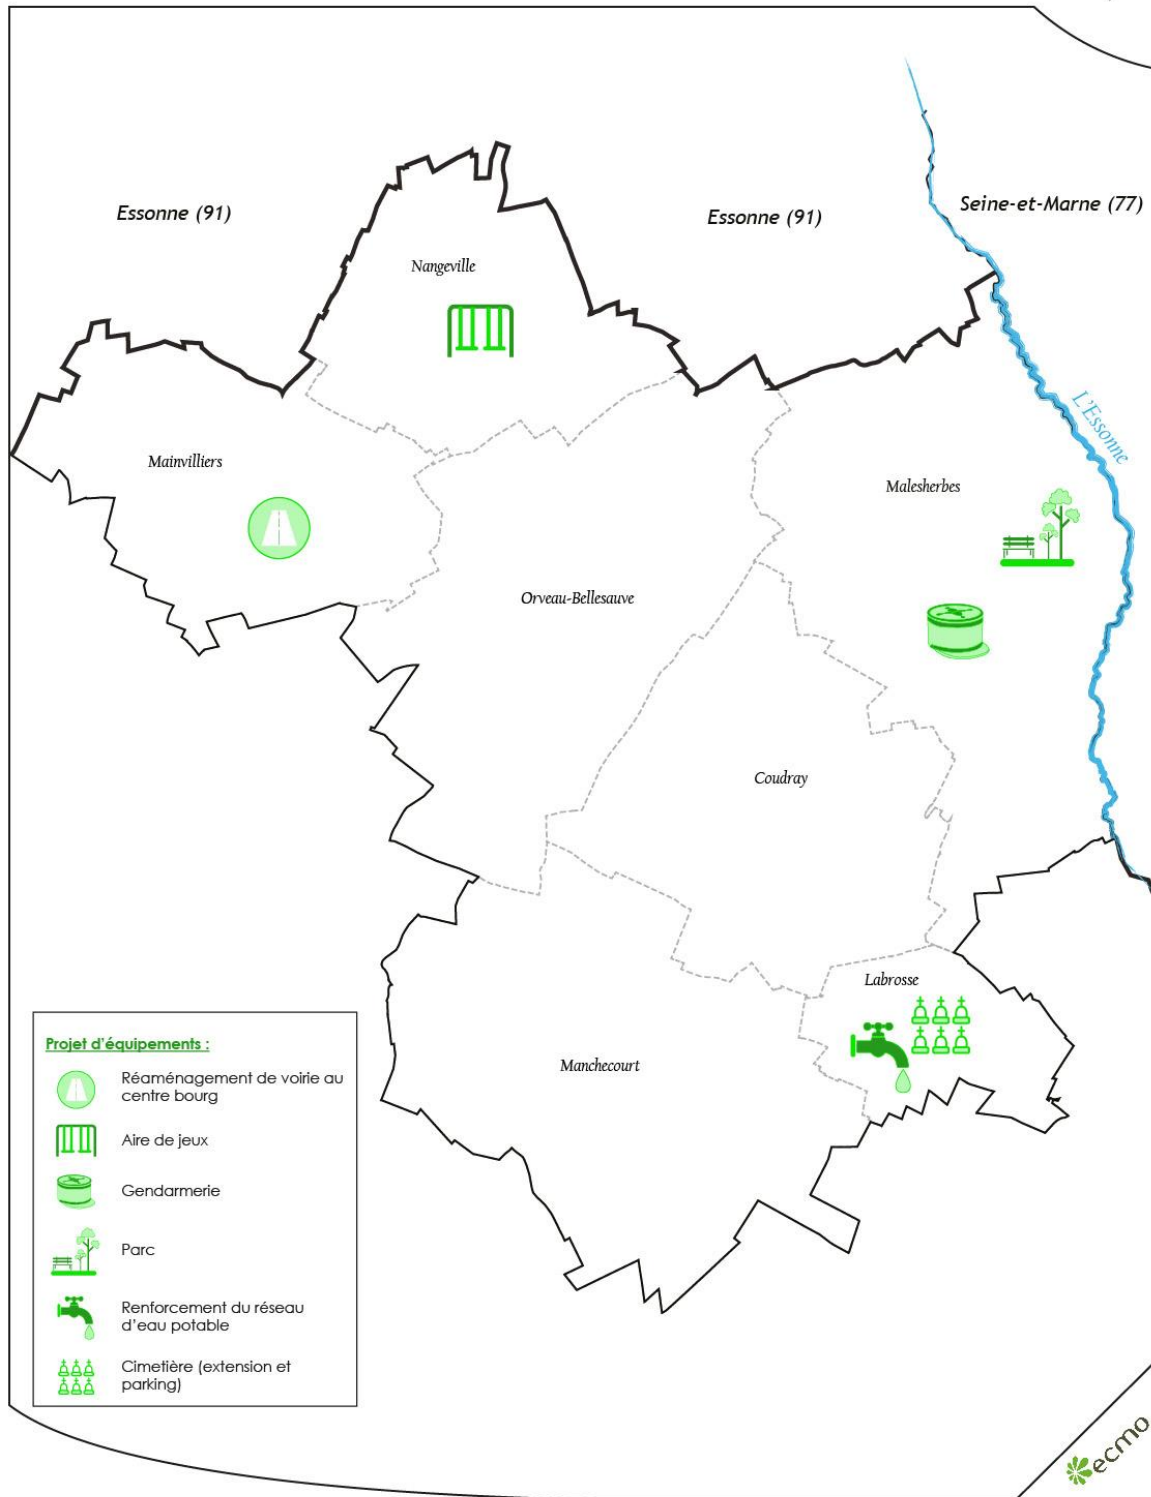 Essonne (91)
Essonne (91)
Seine-et-Marne (77)
Nangeville
L'Essonne
Mainvilliers
Malesherbes
Orveau-Bellesauve
Coudray
Labrosse
Manchecourt
Projet d'équipements :
Réaménagement de voirie au
centre bourg
Aire de jeux
Gendarmerie
Parc
Renforcement du réseau
d'eau potable
Cimetière (extension et
parking)
ecmo